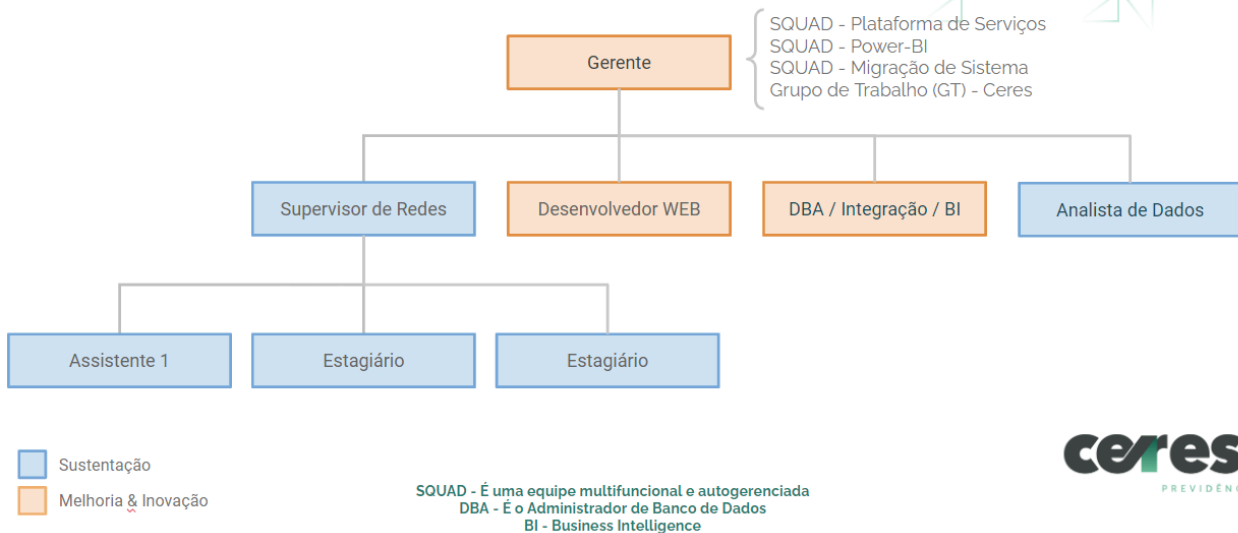 SQUAD - Plataforma de Serviços
SQUAD - Power-BI
SQUAD - Migração de Sistema
Grupo de Trabalho (GT) - Ceres
Gerente
Supervisor de Redes
Desenvolvedor WEB
DBA / Integração / BI
Analista de Dados
Assistente 1
Estagiário
Estagiário
Sustentação
Melhoria & Inovação
SQUAD - É uma equipe multifuncional e autogerenciada
DBA - É o Administrador de Banco de Dados
BI - Business Intelligence
ceres
PREVIDÊNC